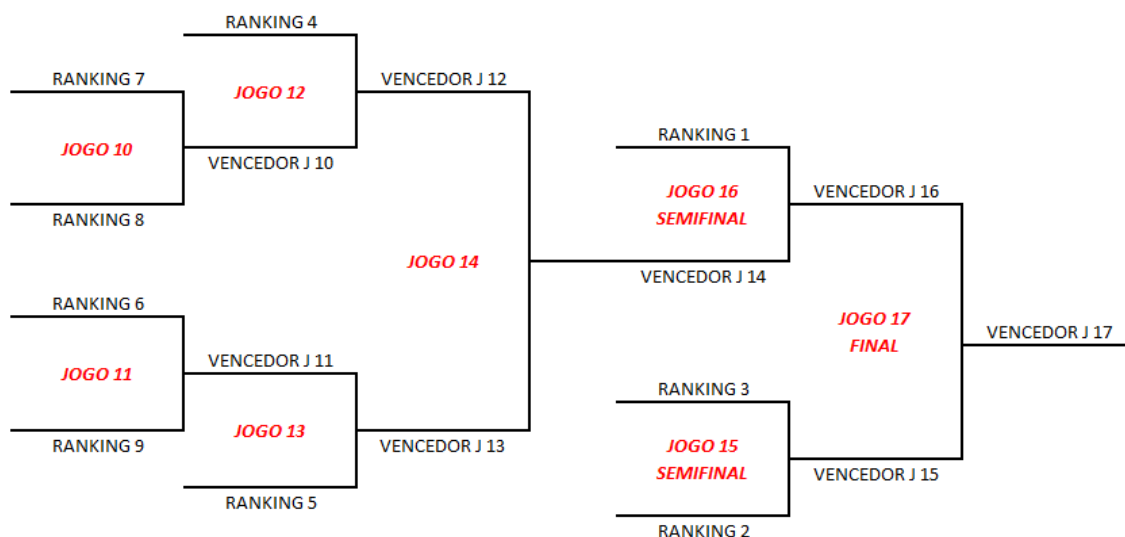 RANKING 4
RANKING 7
JOGO 12
VENCEDOR J 12
JOGO 10
VENCEDOR J 10
RANKING 8
RANKING 1
JOGO 16
SEMIFINAL
VENCEDOR J 16
JOGO 14
VENCEDOR J 14
RANKING 6
VENCEDOR J 11
JOGO 11
JOGO 13
RANKING 9
VENCEDOR J 13
RANKING 5
JOGO 17
FINAL
VENCEDOR J 17
RANKING 3
JOGO 15
SEMIFINAL
VENCEDOR J 15
RANKING 2